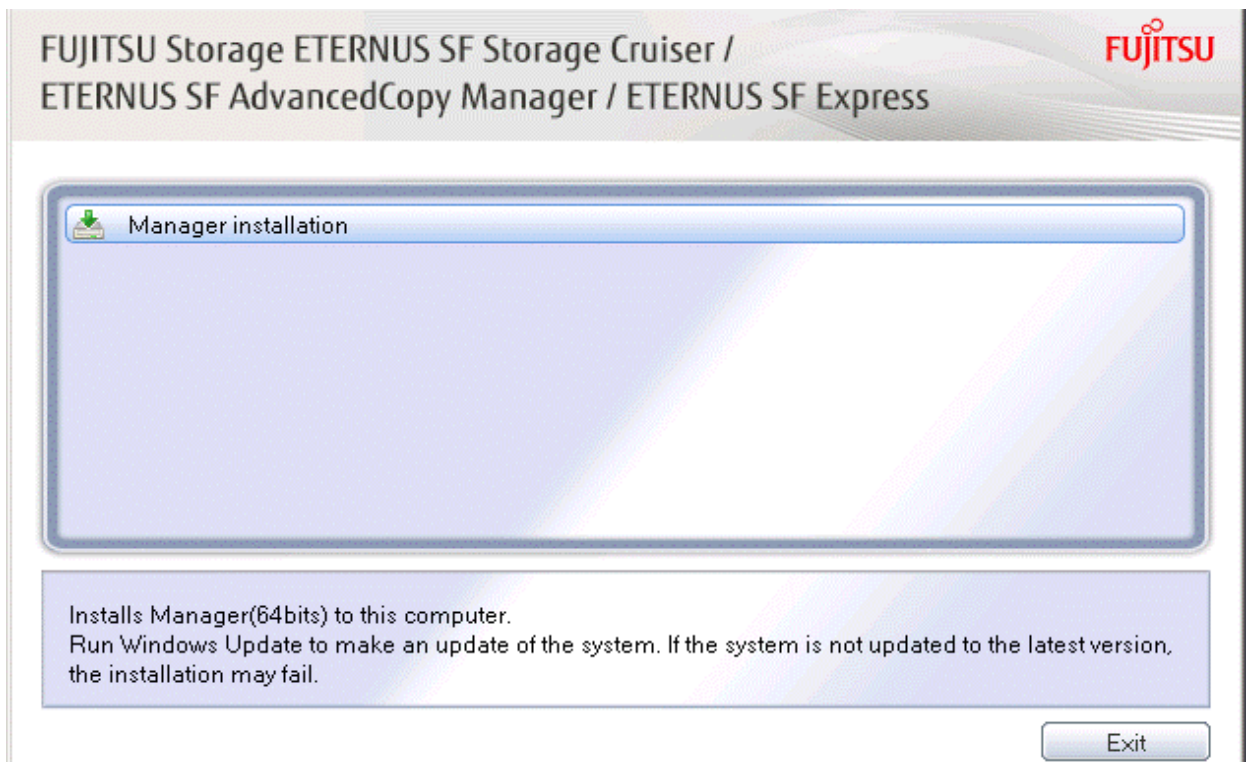 FUJITSU Storage ETERNUS SF Storage Cruiser /
FUJITSU
ETERNUS SF AdvancedCopy Manager / ETERNUS SF Express
Manager installation
Installs Manager(64bits) to this computer.
Run Windows Update to make an update of the system. If the system is not updated to the latest version,
the installation may fail.
Exit